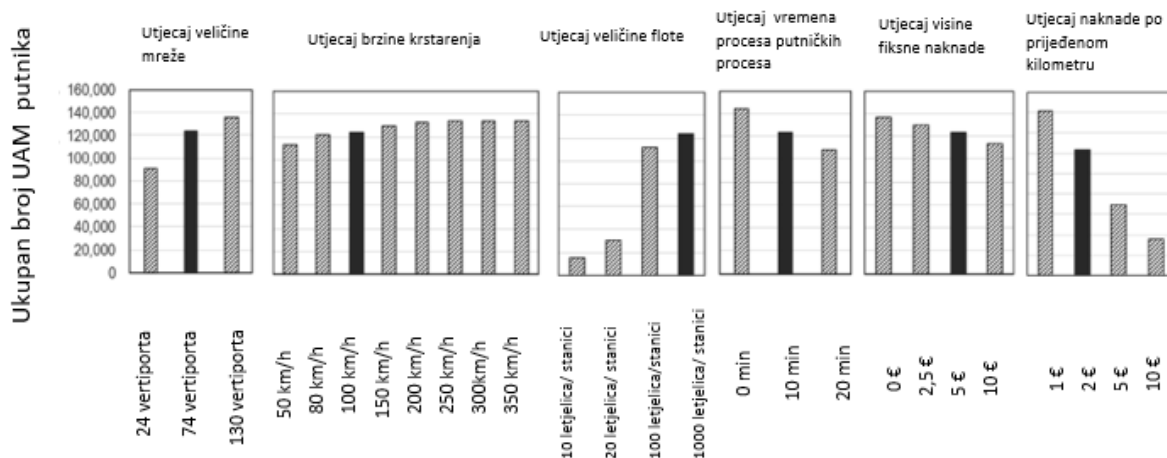 Utjecaj veličine
mreže
Utjecaj brzine krstarenja
Utjecaj veličine flote
Utjecaj vremena
procesa putničkih
procesa
Utjecaj visine
fiksne naknade
Utjecaj naknade po
prijeđenom
kilometru
Ukupan broj UAM putnika
160,000
140,000
120,000
100,000
80,000
60,000
40,000
20,000
0
24 vertiporta
74 vertiporta
130 vertiporta
50 km/h
80 km/h
100 km/h
150 km/h
200 km/h
250 km/h
300km/h
350 km/h
10 letjelica/ stanici
20 letjelica/ stanici
100 letjelica/stanici
1000 letjelica/ stanici
0 min
10 min
20 min
0 €
2,5 €
5 €
10 €
1 €
2 €
5 €
10 €